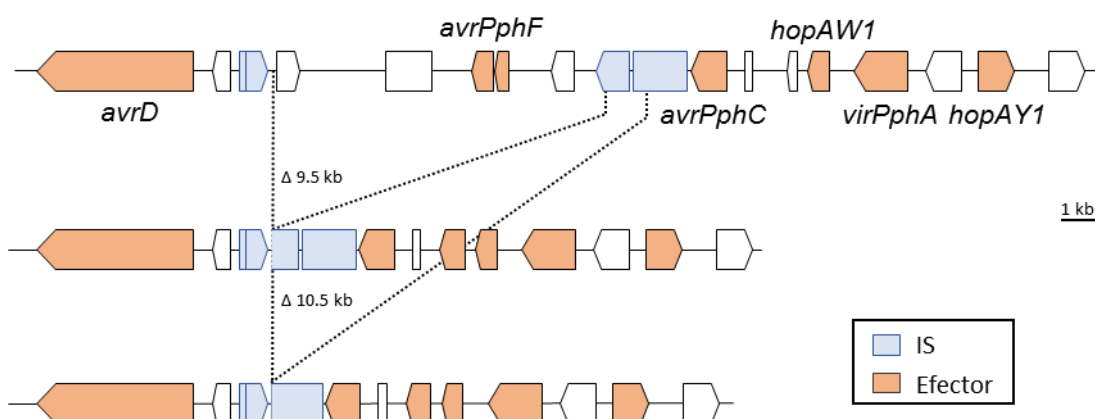 avrPphF
hopAW1
avrD
avrPphC
virPphA
hopAY1
Δ 9.5 kb
1 kb
Δ 10.5 kb
IS
Efector